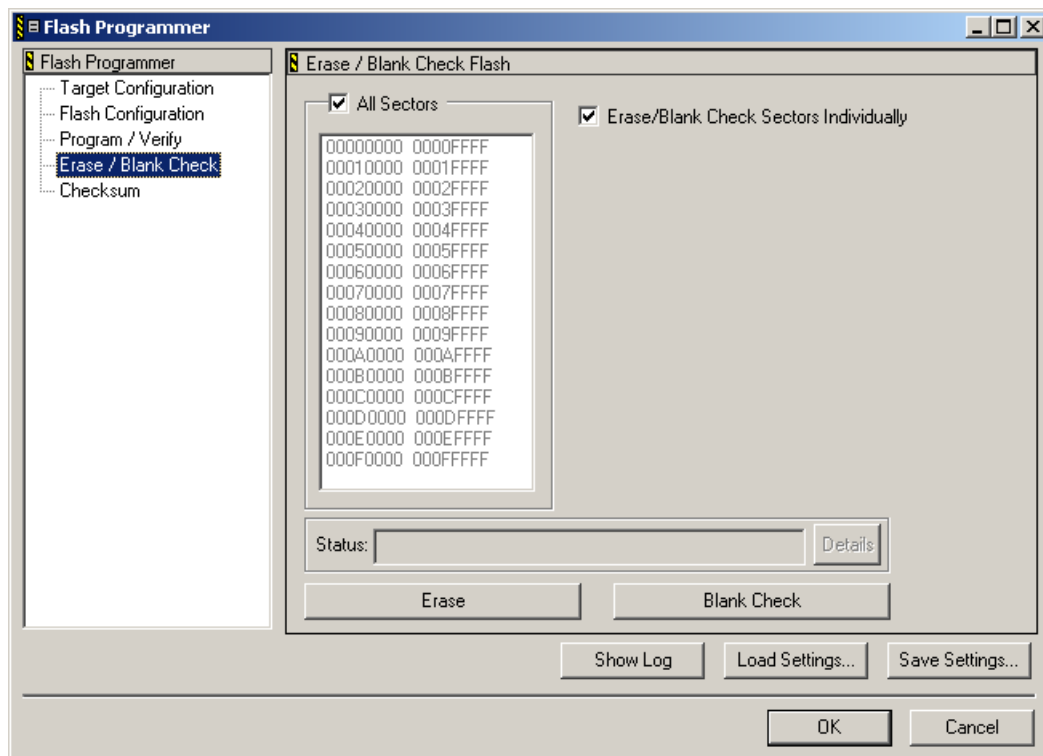 Flash Programmer
Flash Programmer
Target Configuration
Flash Configuration
Program / Verify
Erase / Blank Check
Checksum
Erase / Blank Check Flash
All Sectors
Erase/Blank Check Sectors Individually
00000000 0000FFFF
00010000 0001FFFF
00020000 0002FFFF
00030000 0003FFFF
00040000 0004FFFF
00050000 0005FFFF
00060000 0006FFFF
00070000 0007FFFF
00080000 0008FFFF
00090000 0009FFFF
000A0000 000AFFFF
000B0000 000BFFFF
000C0000 000CFFFF
000D0000 000DFFFF
000E0000 000EFFFF
000F0000 000FFFFF
Status: Details
Erase Blank Check
Show Log Load Settings... Save Settings...
OK Cancel